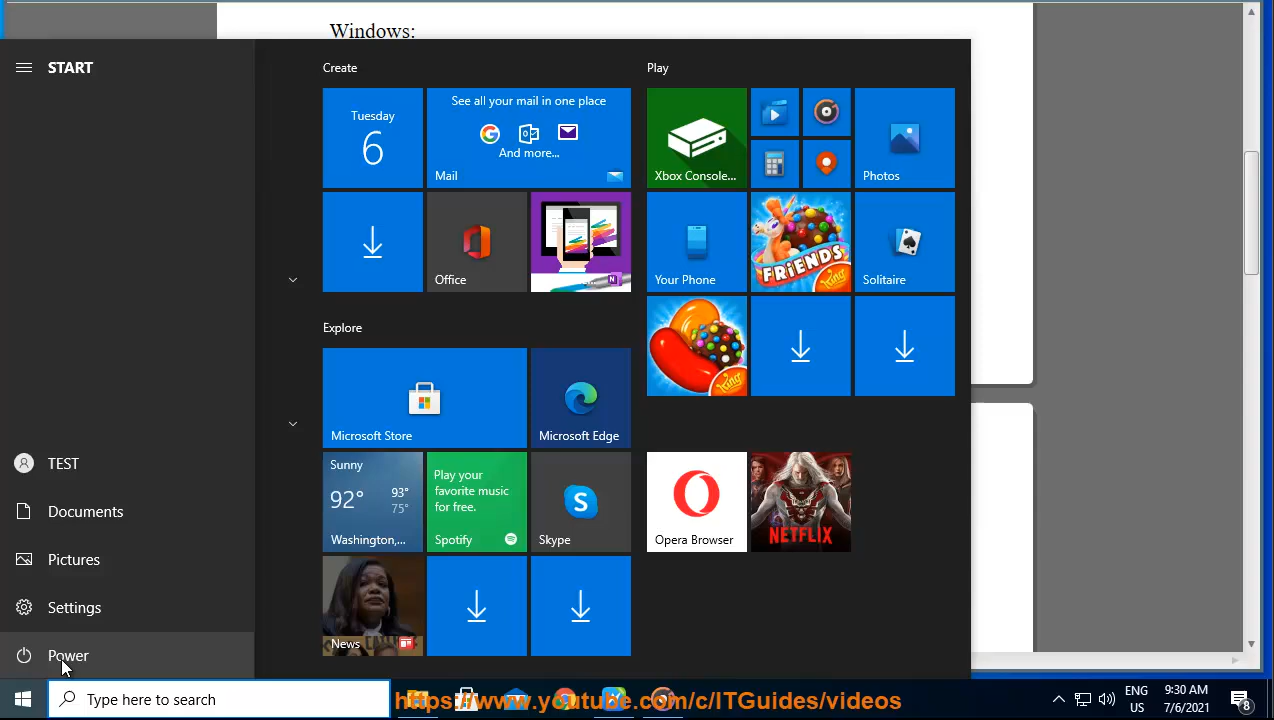 Windows:
START
Create
Play
Tuesday
6
See all your mail in one place
And more...
Mail
Xbox Console...
Photos
Office
Your Phone
FRIENDS
King
Solitaire
Explore
King
Microsoft Store
Microsoft Edge
TEST
Sunny
92°
93°
75°
Washington,...
Play your
favorite music
for free.
Spotify
Skype
Opera Browser
NETFLIX
Documents
Pictures
Settings
News
Power
Type here to search
https://www.youtube.com/c/ITGuides/videos
ENG
US
9:30 AM
7/6/2021
8